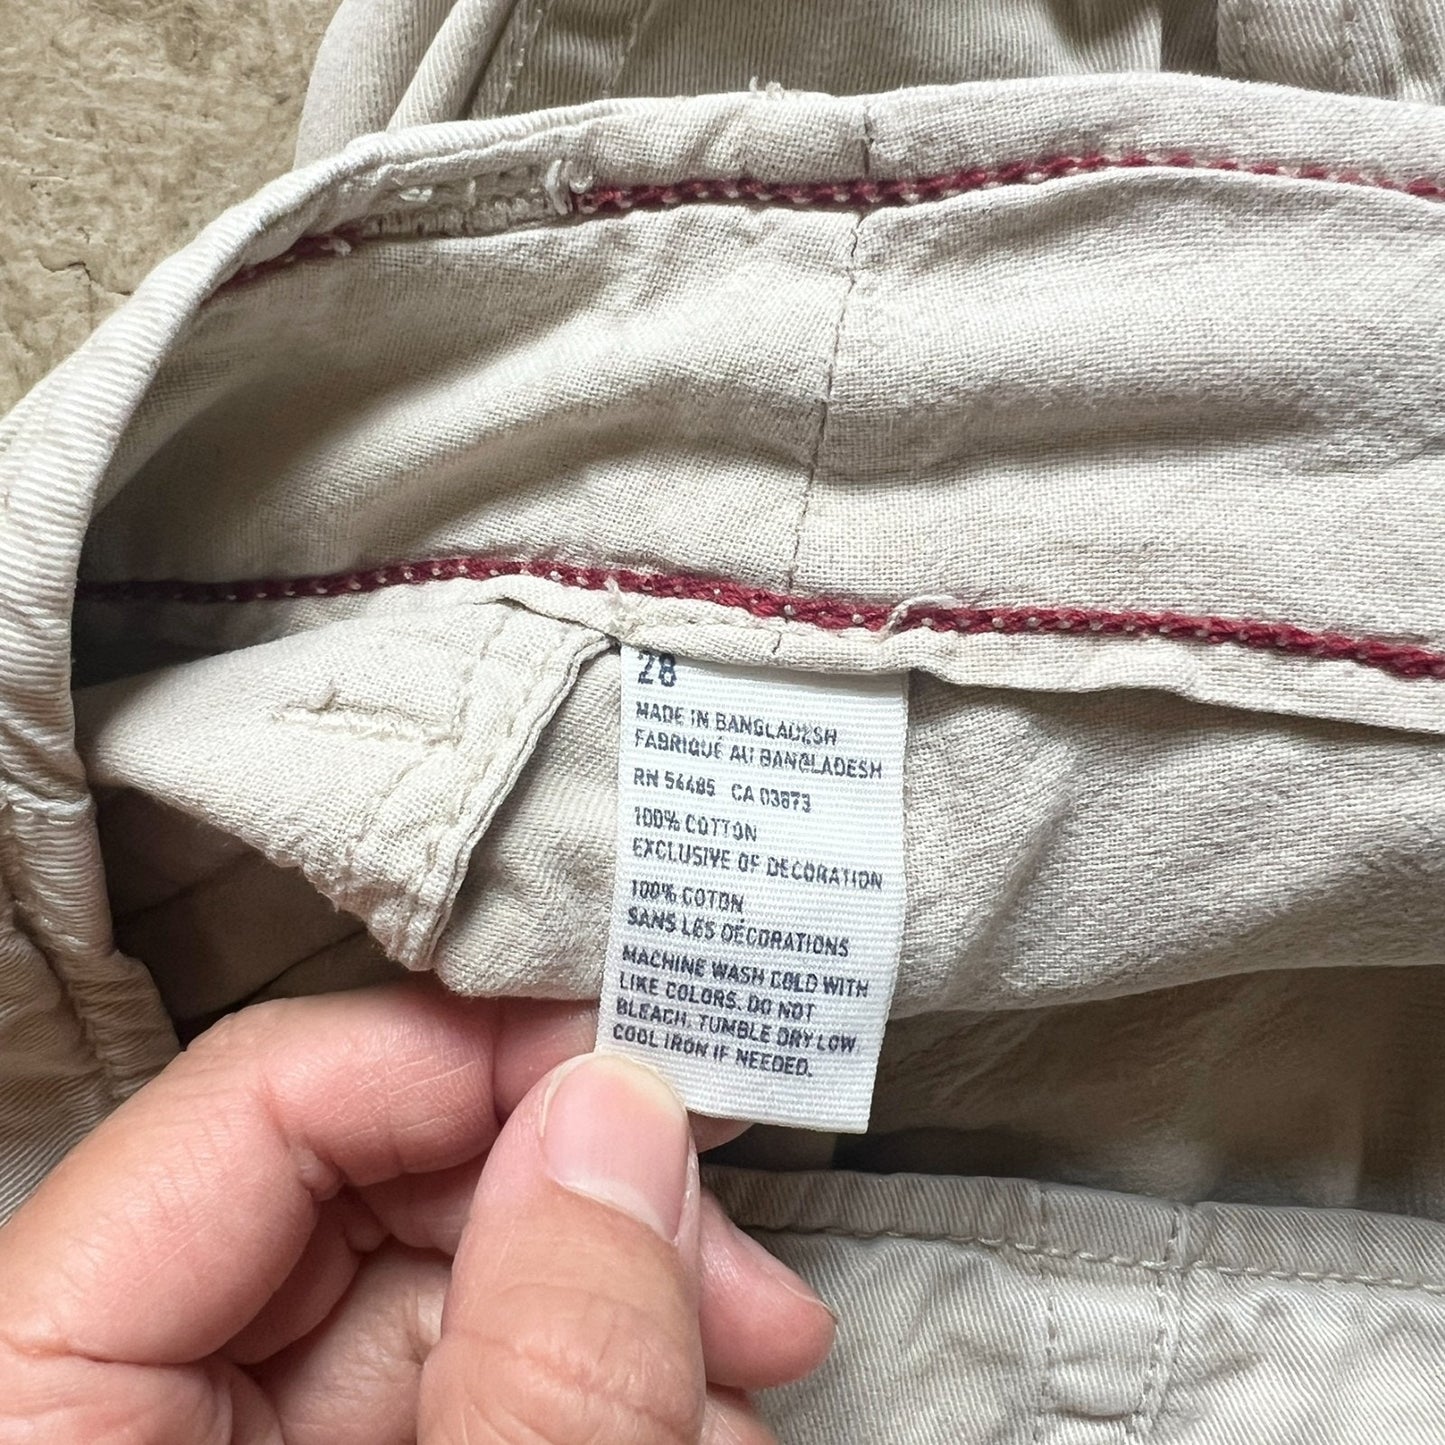 28
MADE IN BANGLADESH
FABRIQUÉ AU BANGLADESH
RN 54485 CA 03873
100% COTTON
EXCLUSIVE OF DECORATION
100% COTON
SANS LES DÉCORATIONS
MACHINE WASH COLD WITH
LIKE COLORS. DO NOT
BLEACH. TUMBLE DRY LOW.
COOL IRON IF NEEDED.